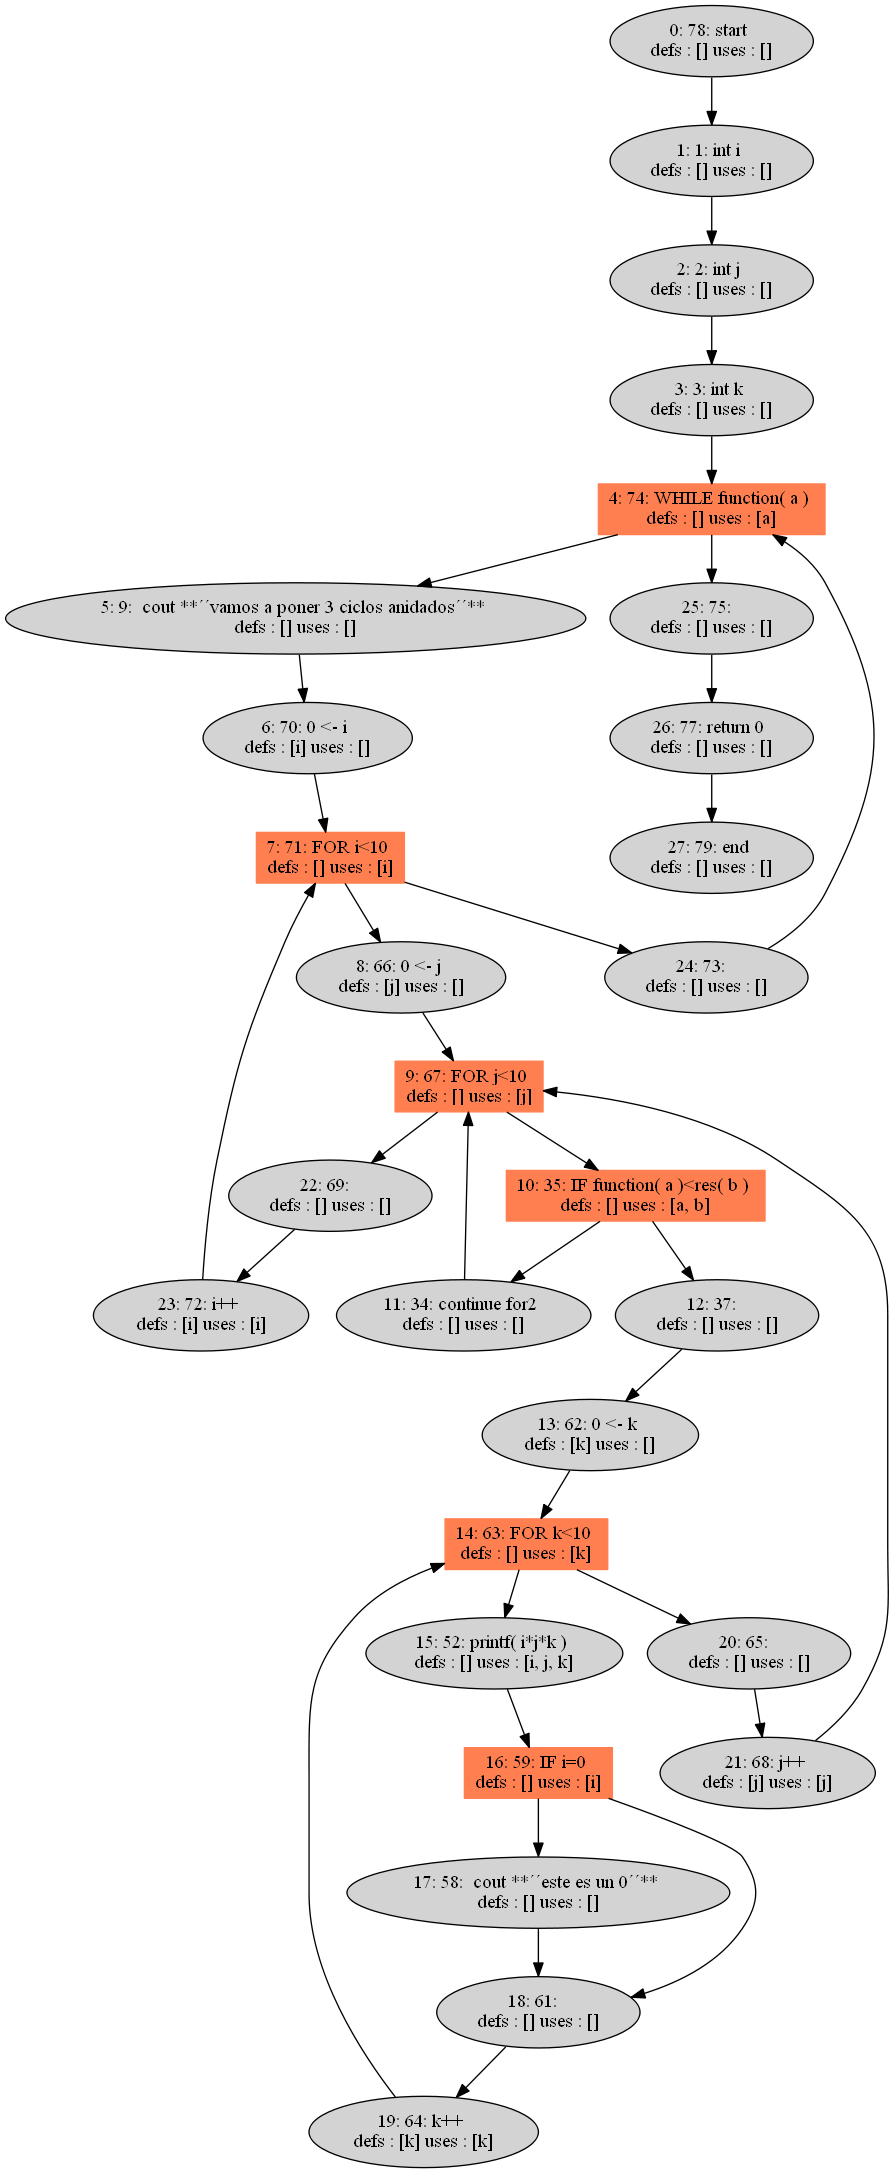 0: 78: start
defs : [] uses : []
1: 1: int i
defs : [] uses : []
2: 2: int j
defs : [] uses : []
3: 3: int k
defs : [] uses : []
4: 74: WHILE function( a )
defs : [] uses : [a]
5: 9:  cout **´´vamos a poner 3 ciclos anidados´´**
defs : [] uses : []
25: 75:
defs : [] uses : []
6: 70: 0 <- i
defs : [i] uses : []
26: 77: return 0
defs : [] uses : []
7: 71: FOR i<10
defs : [] uses : [i]
27: 79: end
defs : [] uses : []
8: 66: 0 <- j
defs : [j] uses : []
24: 73:
defs : [] uses : []
9: 67: FOR j<10
defs : [] uses : [j]
22: 69:
defs : [] uses : []
10: 35: IF function( a )<res( b )
defs : [] uses : [a, b]
23: 72: i++
defs : [i] uses : [i]
11: 34: continue for2
defs : [] uses : []
12: 37:
defs : [] uses : []
13: 62: 0 <- k
defs : [k] uses : []
14: 63: FOR k<10
defs : [] uses : [k]
15: 52: printf( i*j*k )
defs : [] uses : [i, j, k]
20: 65:
defs : [] uses : []
16: 59: IF i=0
defs : [] uses : [i]
21: 68: j++
defs : [j] uses : [j]
17: 58:  cout **´´este es un 0´´**
defs : [] uses : []
18: 61:
defs : [] uses : []
19: 64: k++
defs : [k] uses : [k]